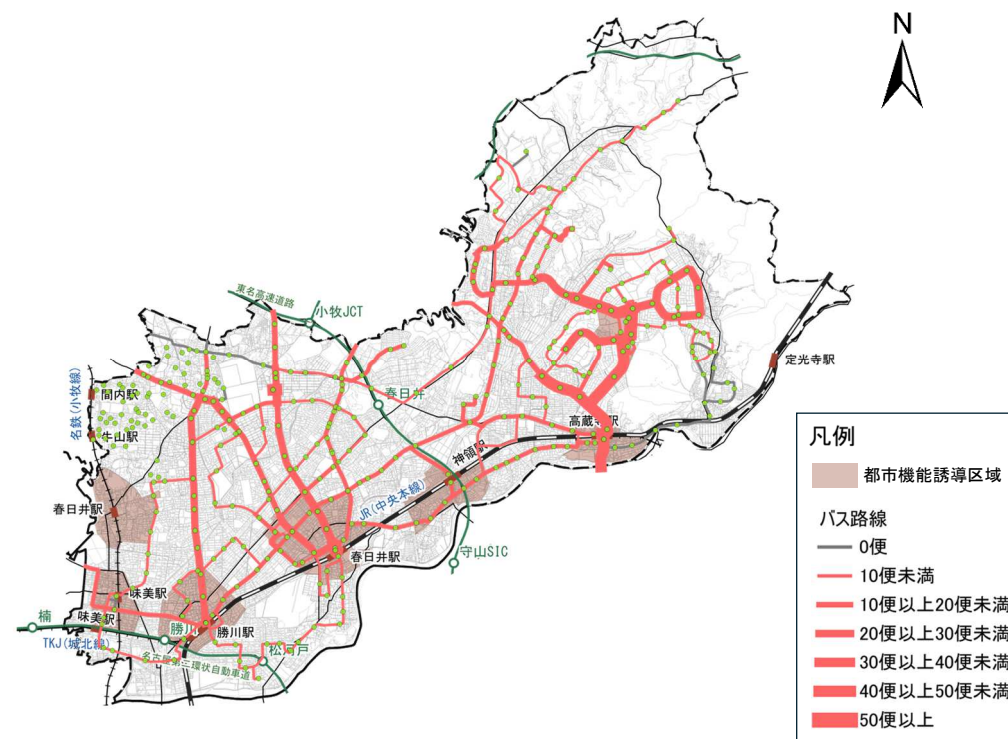 N
東名高速道路
小牧JCT
定光寺駅
名鉄(小牧線)
間内駅
春日井
牛山駅
高蔵寺駅
神領駅
JR(中央本線)
春日井駅
守山SIC
春日井駅
味美駅
味美駅
楠
勝川
勝川駅
TKJ(城北線)
名古屋第二環状自動車道
松河戸
凡例
都市機能誘導区域
バス路線
0便
10便未満
10便以上20便未満
20便以上30便未満
30便以上40便未満
40便以上50便未満
50便以上